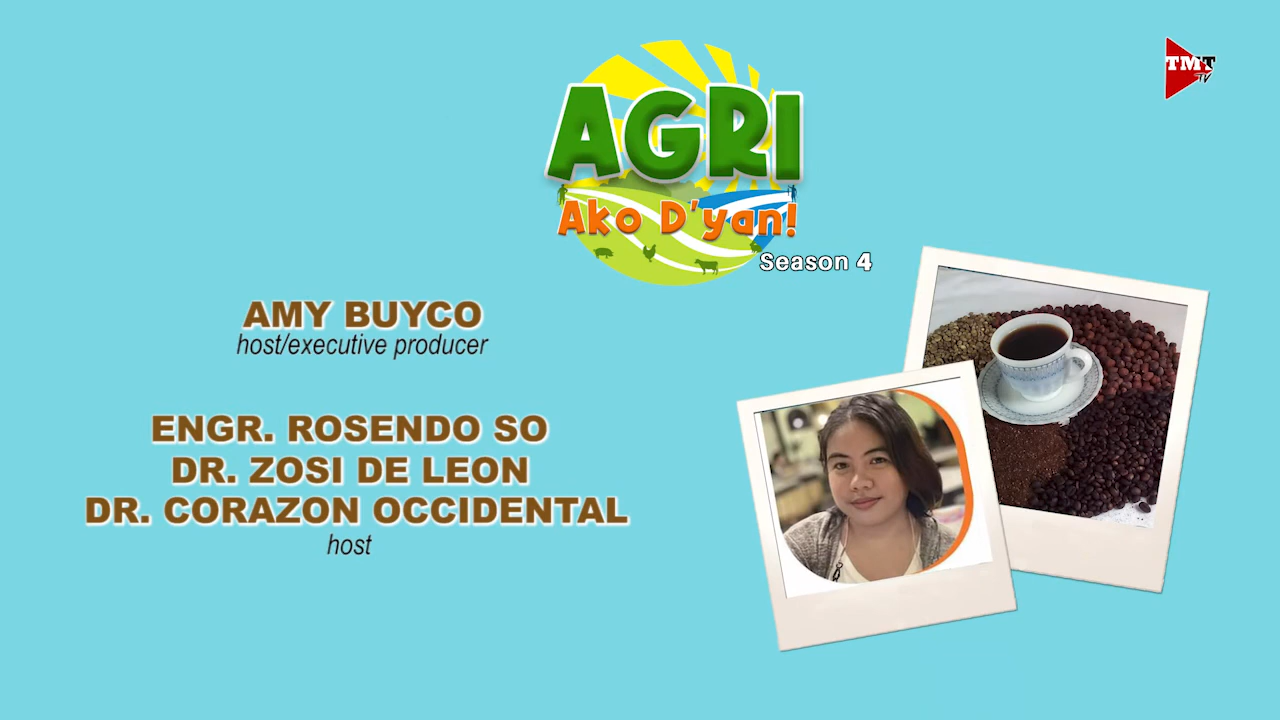 TMT
TV
AGRI
Ako D'yan!
Season 4
AMY BUYCO
host/executive producer
ENGR. ROSENDO SO
DR. ZOSI DE LEON
DR. CORAZON OCCIDENTAL
host